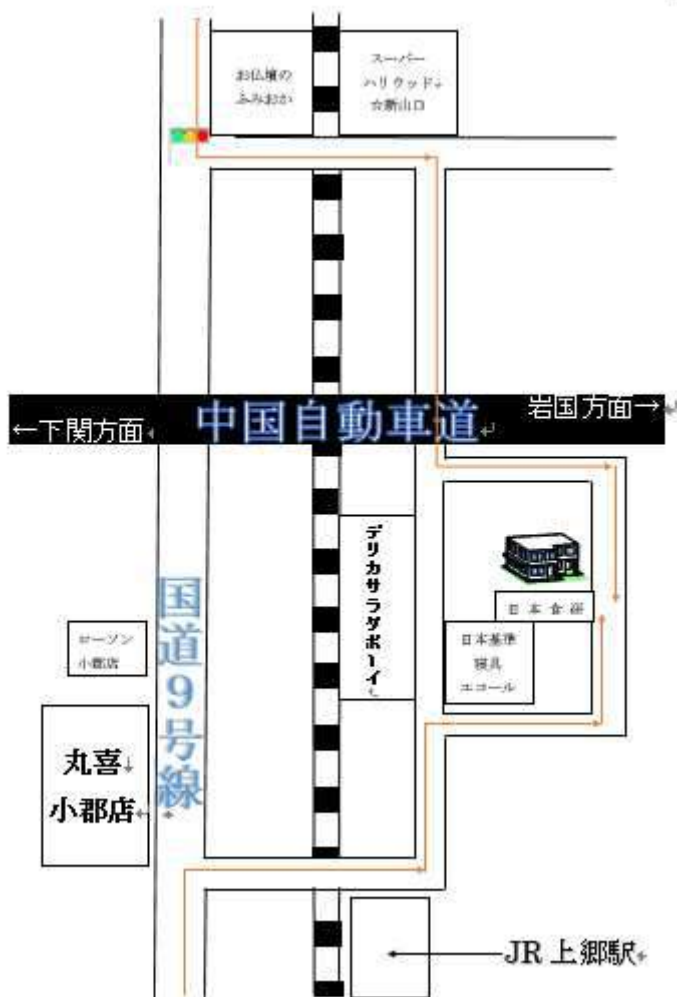 お仏壇の
ふみおか
スーパー
ハリウッド↓
☆新山口
岩国方面→↵
中国自動車道↵
←下関方面↓
デリカサラダボーイ↓
国道9号線
ローソン
小郡店
日本食研
日本基準
寝具
エコール
丸喜↓
小郡店↵
JR 上郷駅↓